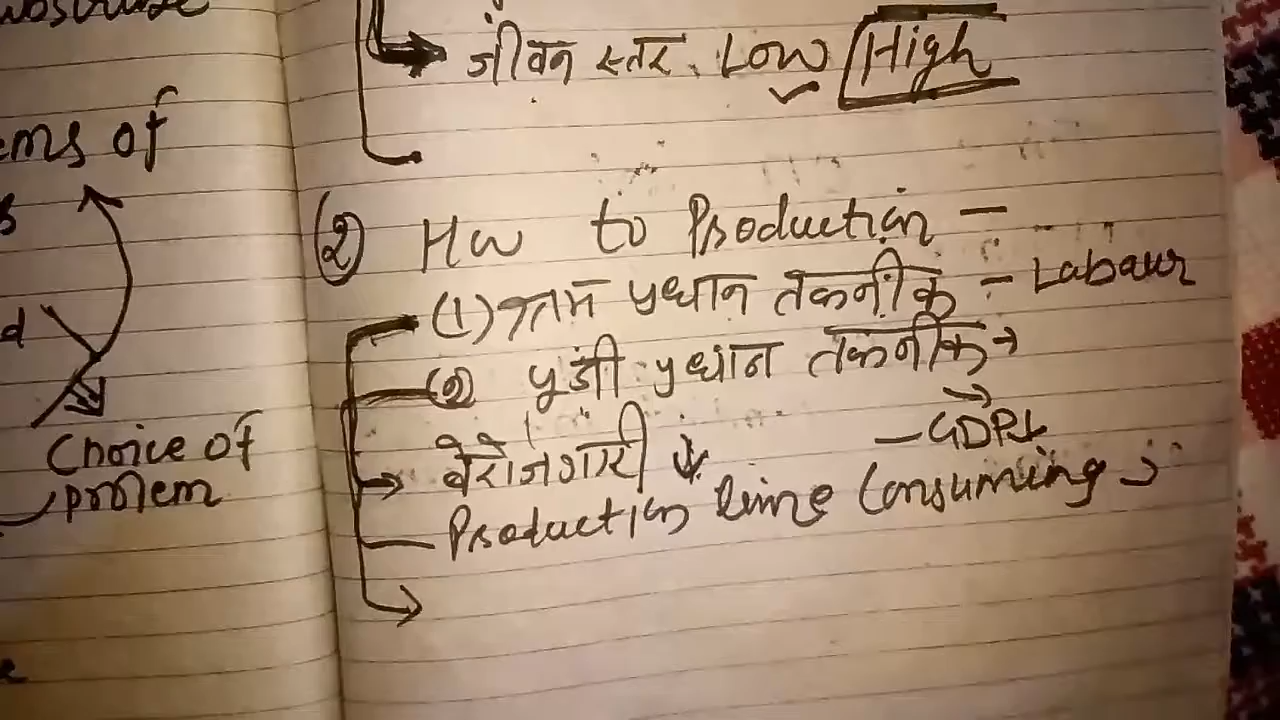 ems of
d
Choice of
problem
जीवन स्तर. Low High
(2) How to Production –
(1) श्रम प्रधान तकनीक – Labour
(2) पूंजी प्रधान तकनीक →
बेरोजगारी ↓ – GDP↓
Production time Consuming